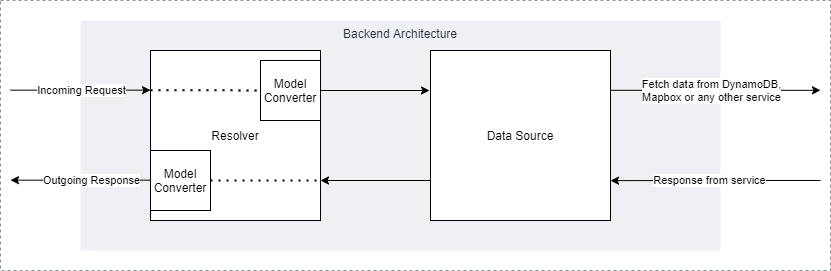 Backend Architecture
Incoming Request
Model
Converter
Fetch data from DynamoDB,
Mapbox or any other service
Resolver
Data Source
Outgoing Response
Model
Converter
Response from service